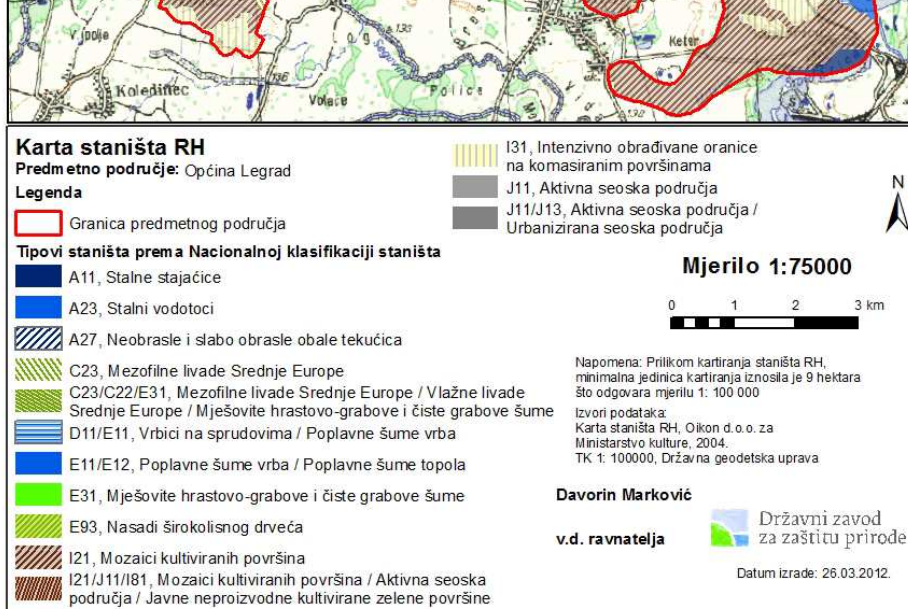 Vijolje
Koledinec
Volare
Police
Keter
138
138
136
Karta staništa RH
Predmetno područje: Općina Legrad
Legenda
Granica predmetnog područja
Tipovi staništa prema Nacionalnoj klasifikaciji staništa
A11, Stalne stajaćice
A23, Stalni vodotoci
A27, Neobrasle i slabo obrasle obale tekućica
C23, Mezofilne livade Srednje Europe
C23/C22/E31, Mezofilne livade Srednje Europe / Vlažne livade
Srednje Europe / Mješovite hrastovo-grabove i čiste grabove šume
D11/E11, Vrbici na sprudovima / Poplavne šume vrba
E11/E12, Poplavne šume vrba / Poplavne šume topola
E31, Mješovite hrastovo-grabove i čiste grabove šume
E93, Nasadi širokolisnog drveća
I21, Mozaici kultiviranih površina
I21/J11/I81, Mozaici kultiviranih površina / Aktivna seoska
područja / Javne neproizvodne kultivirane zelene površine
I31, Intenzivno obrađivane oranice
na komasiranim površinama
J11, Aktivna seoska područja
J11/J13, Aktivna seoska područja /
Urbanizirana seoska područja
N
Mjerilo 1:75000
0 1 2 3 km
Napomena: Prilikom kartiranja staništa RH,
minimalna jedinica kartiranja iznosila je 9 hektara
što odgovara mjerilu 1: 100 000
Izvori podataka:
Karta staništa RH, Oikon d.o.o. za
Ministarstvo kulture, 2004.
TK 1: 100000, Državna geodetska uprava
Davorin Marković
v.d. ravnatelja
Državni zavod
za zaštitu prirode
Datum izrade: 26.03.2012.